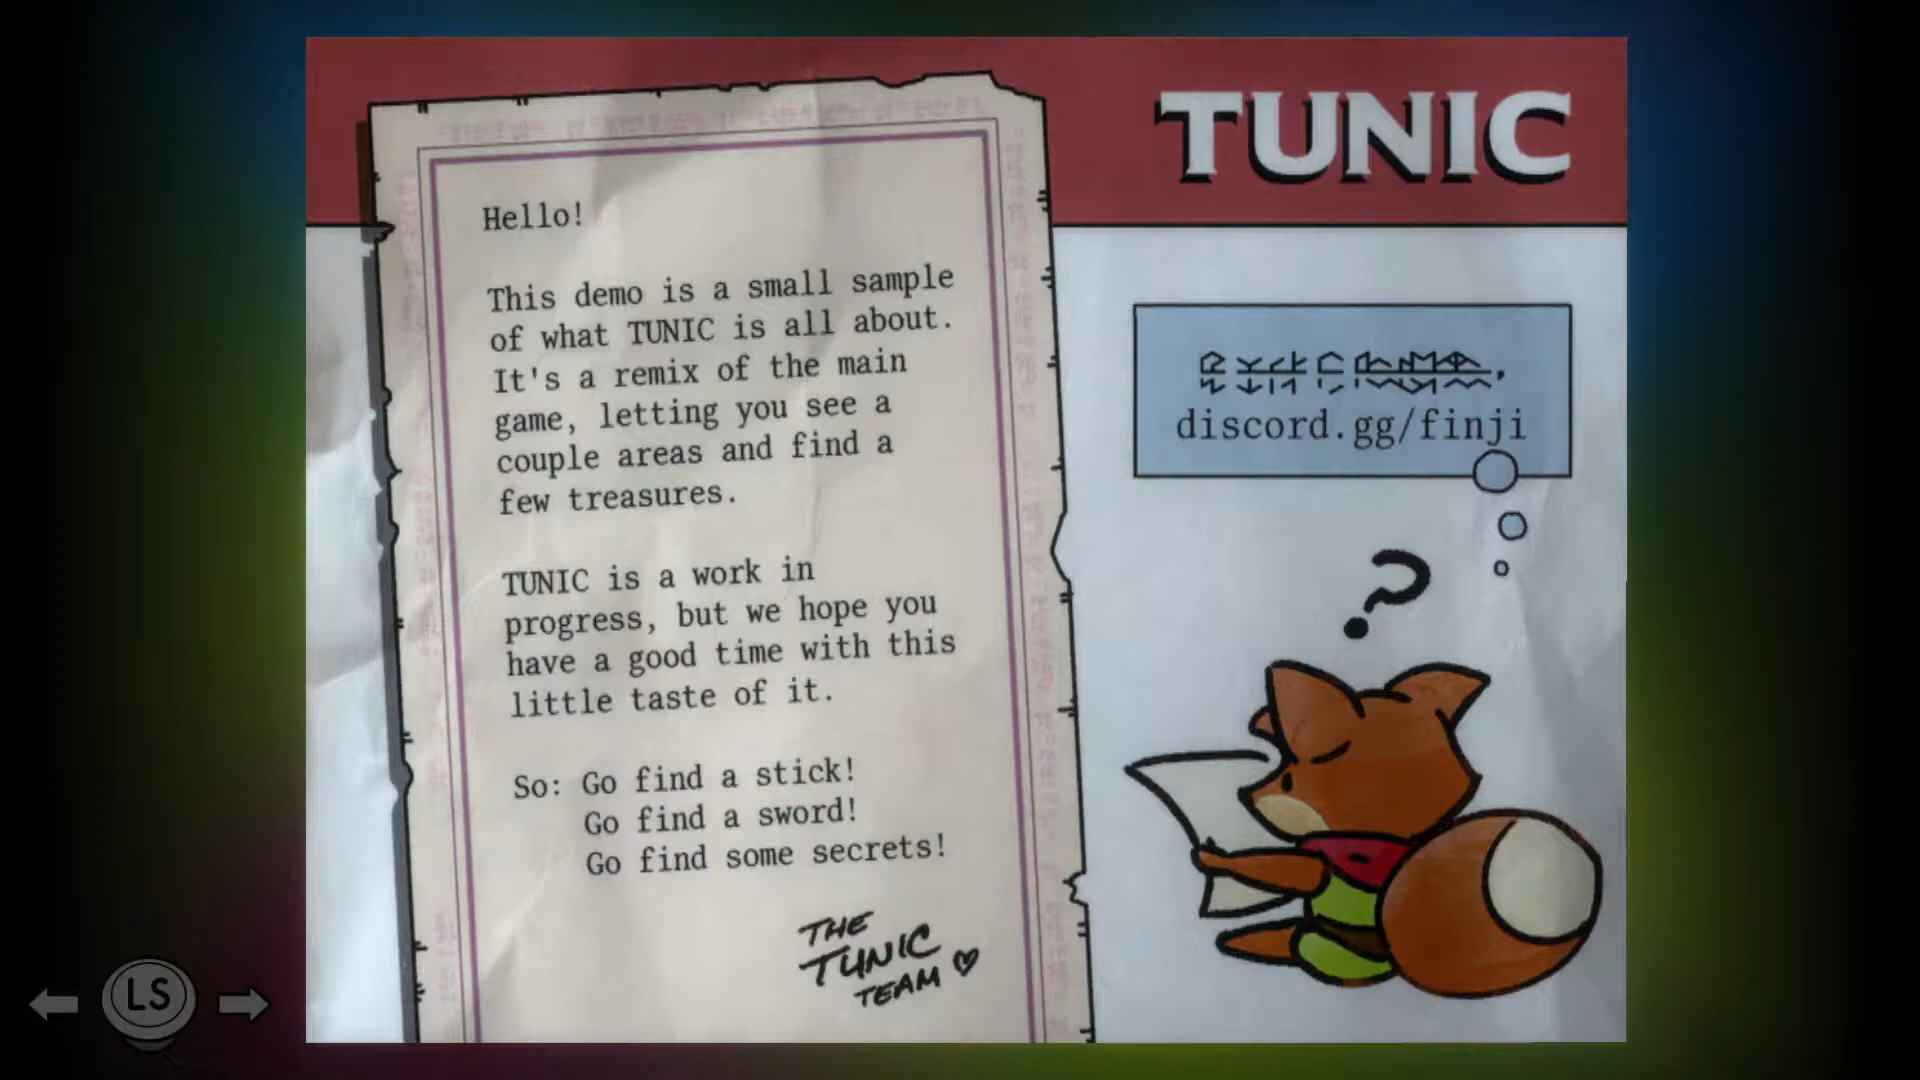 TUNIC
Hello!
This demo is a small sample
of what TUNIC is all about.
It's a remix of the main
game, letting you see a
couple areas and find a
few treasures.
TUNIC is a work in
progress, but we hope you
have a good time with this
little taste of it.
So: Go find a stick!
Go find a sword!
Go find some secrets!
THE
TUNIC
TEAM ♡
discord.gg/finji
?
LS